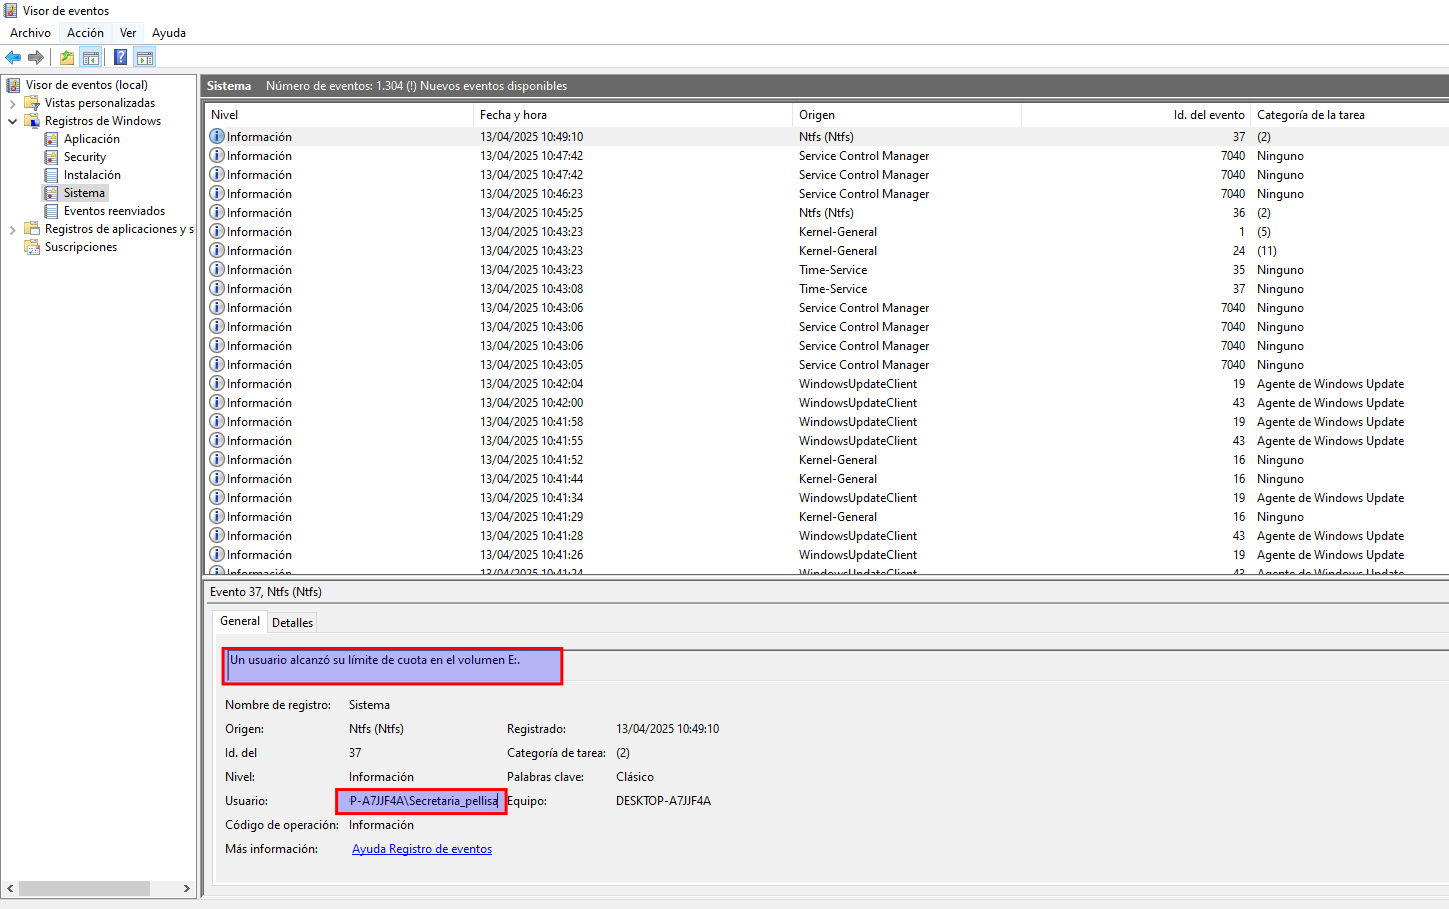 Visor de eventos
Archivo Acción Ver Ayuda
Visor de eventos (local)
Vistas personalizadas
Registros de Windows
Aplicación
Security
Instalación
Sistema
Eventos reenviados
Registros de aplicaciones y s
Suscripciones
Sistema Número de eventos: 1.304 (!) Nuevos eventos disponibles
Nivel Fecha y hora Origen Id. del evento Categoría de la tarea
Información 13/04/2025 10:49:10 Ntfs (Ntfs) 37 (2)
Información 13/04/2025 10:47:42 Service Control Manager 7040 Ninguno
Información 13/04/2025 10:47:42 Service Control Manager 7040 Ninguno
Información 13/04/2025 10:46:23 Service Control Manager 7040 Ninguno
Información 13/04/2025 10:45:25 Ntfs (Ntfs) 36 (2)
Información 13/04/2025 10:43:23 Kernel-General 1 (5)
Información 13/04/2025 10:43:23 Kernel-General 24 (11)
Información 13/04/2025 10:43:23 Time-Service 35 Ninguno
Información 13/04/2025 10:43:08 Time-Service 37 Ninguno
Información 13/04/2025 10:43:06 Service Control Manager 7040 Ninguno
Información 13/04/2025 10:43:06 Service Control Manager 7040 Ninguno
Información 13/04/2025 10:43:06 Service Control Manager 7040 Ninguno
Información 13/04/2025 10:43:05 Service Control Manager 7040 Ninguno
Información 13/04/2025 10:42:04 WindowsUpdateClient 19 Agente de Windows Update
Información 13/04/2025 10:42:00 WindowsUpdateClient 43 Agente de Windows Update
Información 13/04/2025 10:41:58 WindowsUpdateClient 19 Agente de Windows Update
Información 13/04/2025 10:41:55 WindowsUpdateClient 43 Agente de Windows Update
Información 13/04/2025 10:41:52 Kernel-General 16 Ninguno
Información 13/04/2025 10:41:44 Kernel-General 16 Ninguno
Información 13/04/2025 10:41:34 WindowsUpdateClient 19 Agente de Windows Update
Información 13/04/2025 10:41:29 Kernel-General 16 Ninguno
Información 13/04/2025 10:41:28 WindowsUpdateClient 43 Agente de Windows Update
Información 13/04/2025 10:41:26 WindowsUpdateClient 19 Agente de Windows Update
Información 13/04/2025 10:41:24 WindowsUpdateClient 43 Agente de Windows Update
Evento 37, Ntfs (Ntfs)
General Detalles
Un usuario alcanzó su límite de cuota en el volumen E:.
Nombre de registro: Sistema
Origen: Ntfs (Ntfs) Registrado: 13/04/2025 10:49:10
Id. del 37 Categoría de tarea: (2)
Nivel: Información Palabras clave: Clásico
Usuario: P-A7JJF4A\Secretaria_pellisa Equipo: DESKTOP-A7JJF4A
Código de operación: Información
Más información: Ayuda Registro de eventos